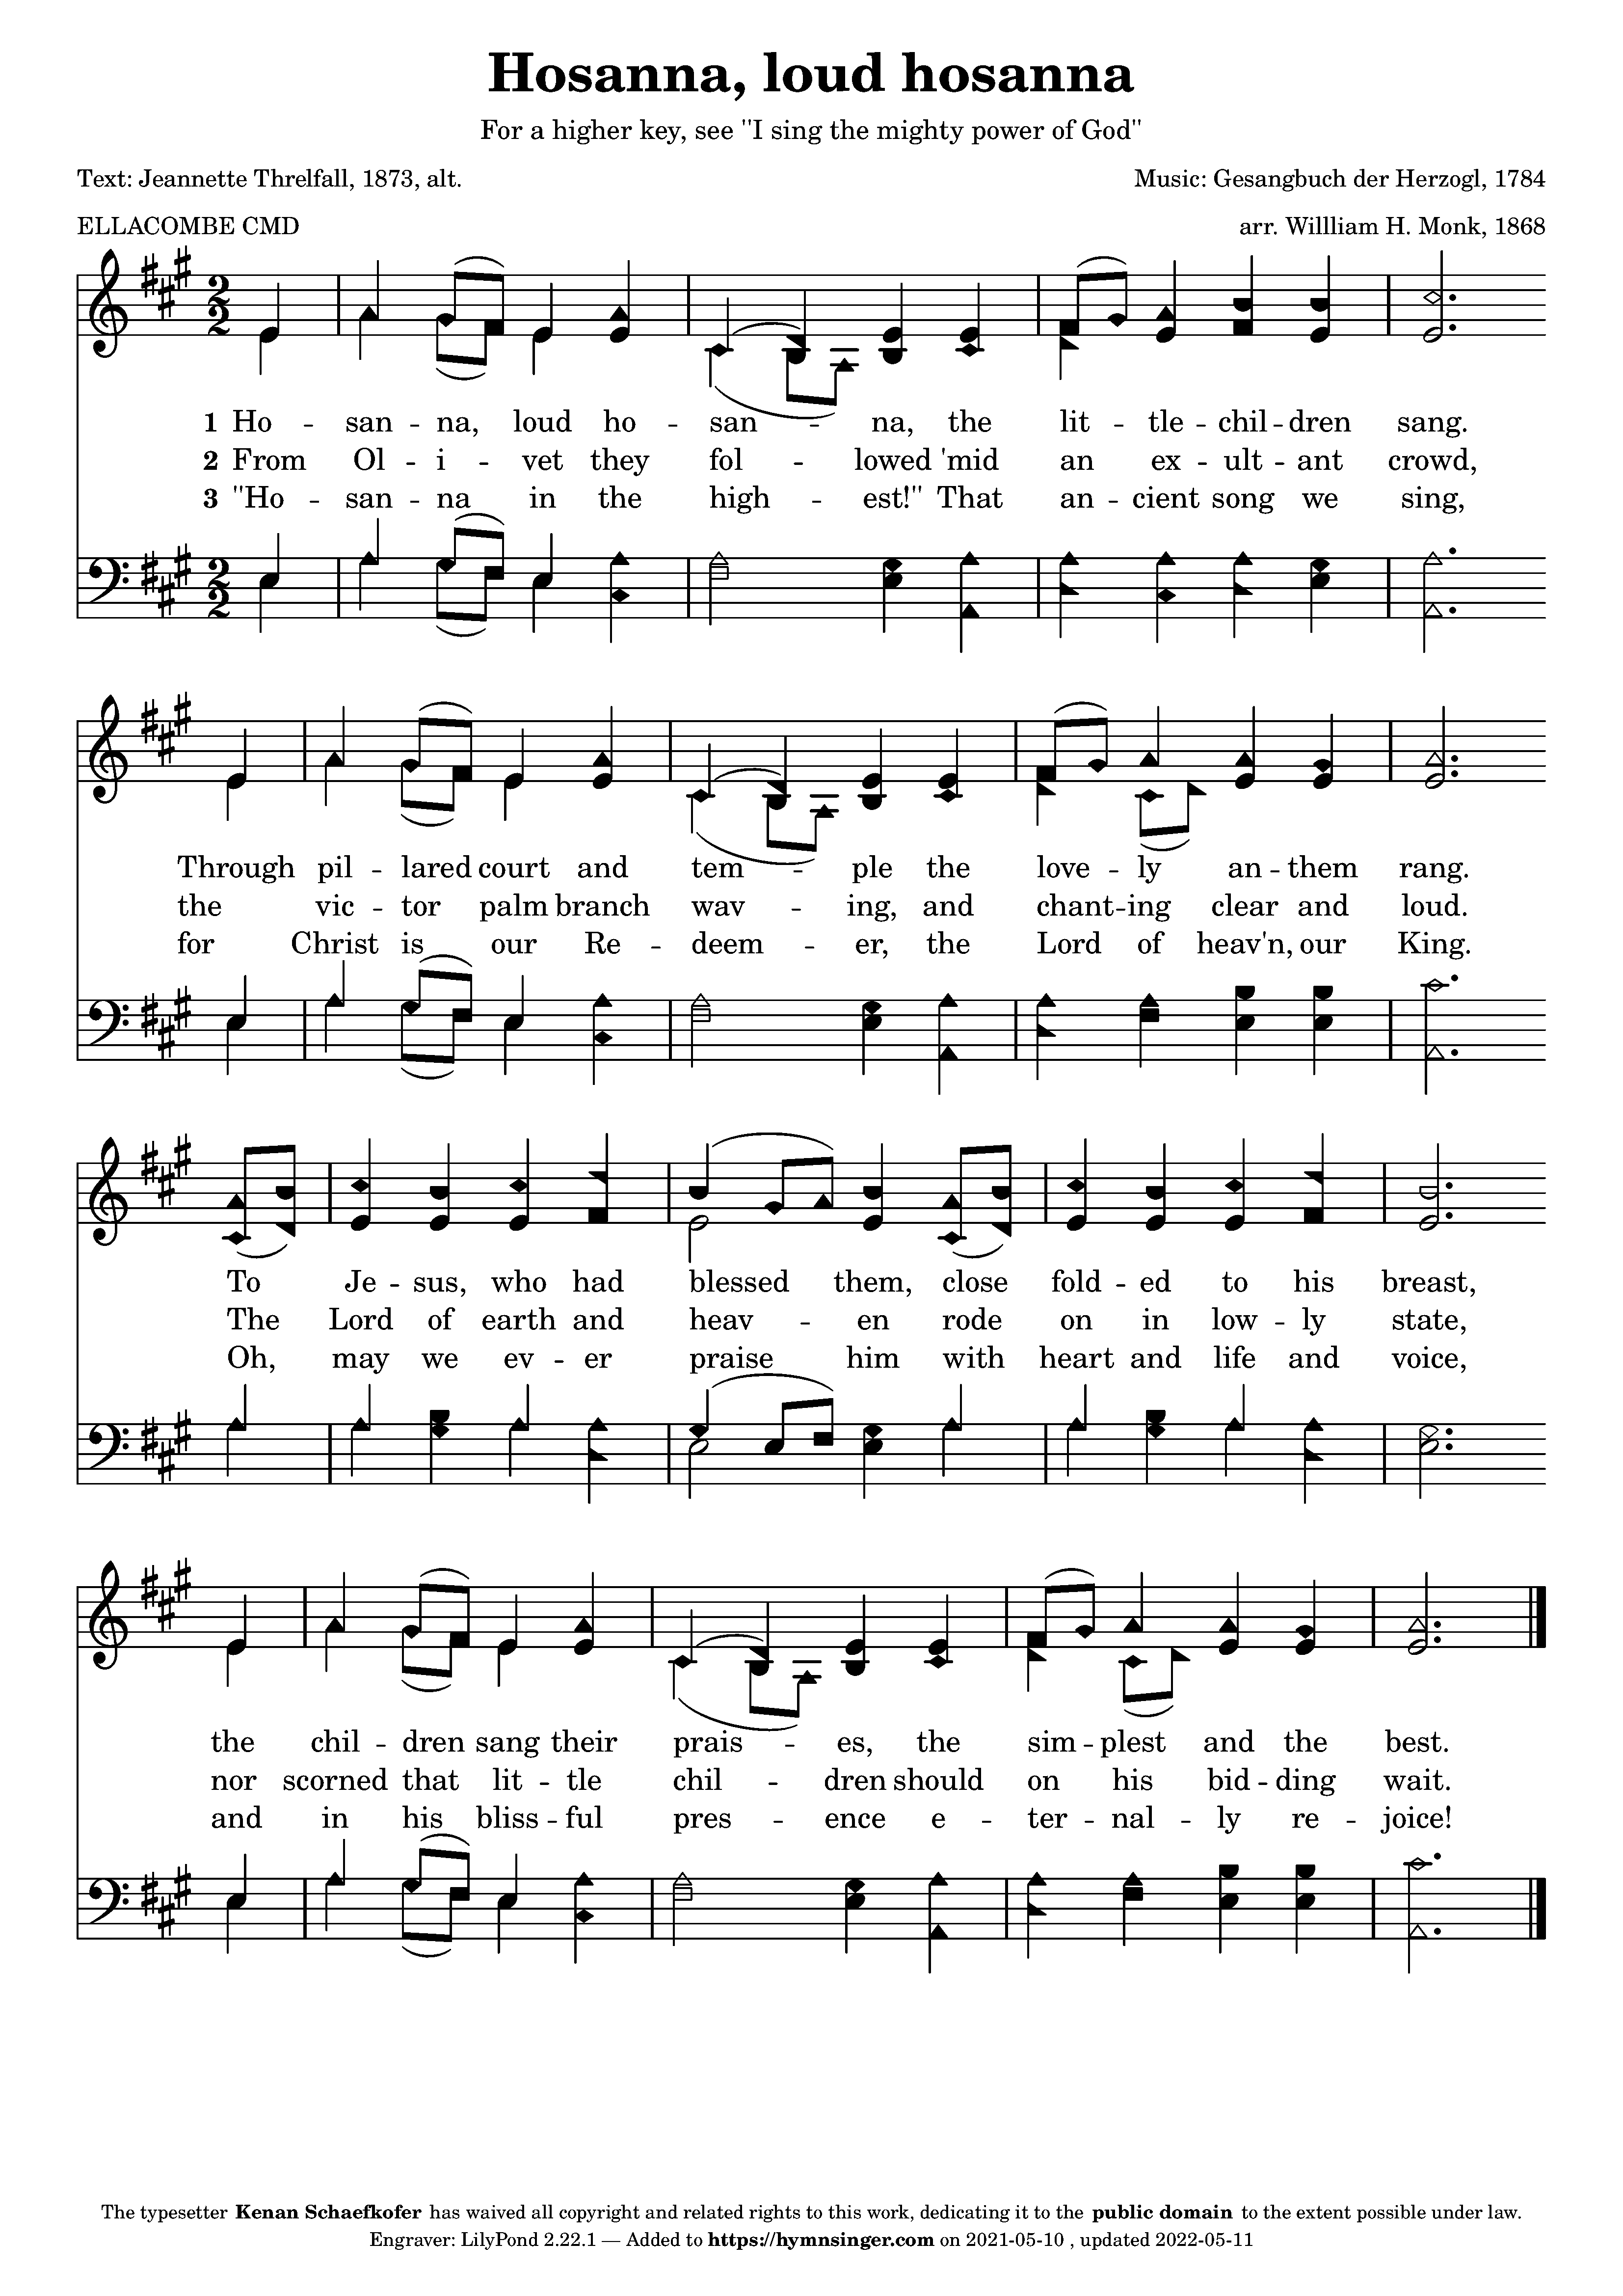 Hosanna, loud hosanna
For a higher key, see "I sing the mighty power of God"
Text: Jeannette Threlfall, 1873, alt.
Music: Gesangbuch der Herzogl, 1784
ELLACOMBE CMD
arr. Willliam H. Monk, 1868
1 Ho -- san -- na, loud ho -- san -- na, the lit -- tle -- chil -- dren sang.
2 From Ol -- i -- vet they fol -- lowed 'mid an ex -- ult -- ant crowd,
3 "Ho -- san -- na in the high -- est!" That an -- cient song we sing,
Through pil -- lared court and tem -- ple the love -- ly an -- them rang.
the vic -- tor palm branch wav -- ing, and chant -- ing clear and loud.
for Christ is our Re -- deem -- er, the Lord of heav'n, our King.
To Je -- sus, who had blessed them, close fold -- ed to his breast,
The Lord of earth and heav -- en rode on in low -- ly state,
Oh, may we ev -- er praise him with heart and life and voice,
the chil -- dren sang their prais -- es, the sim -- plest and the best.
nor scorned that lit -- tle chil -- dren should on his bid -- ding wait.
and in his bliss -- ful pres -- ence e -- ter -- nal -- ly re -- joice!
The typesetter Kenan Schaefkofer has waived all copyright and related rights to this work, dedicating it to the public domain to the extent possible under law.
Engraver: LilyPond 2.22.1 — Added to https://hymnsinger.com on 2021-05-10 , updated 2022-05-11